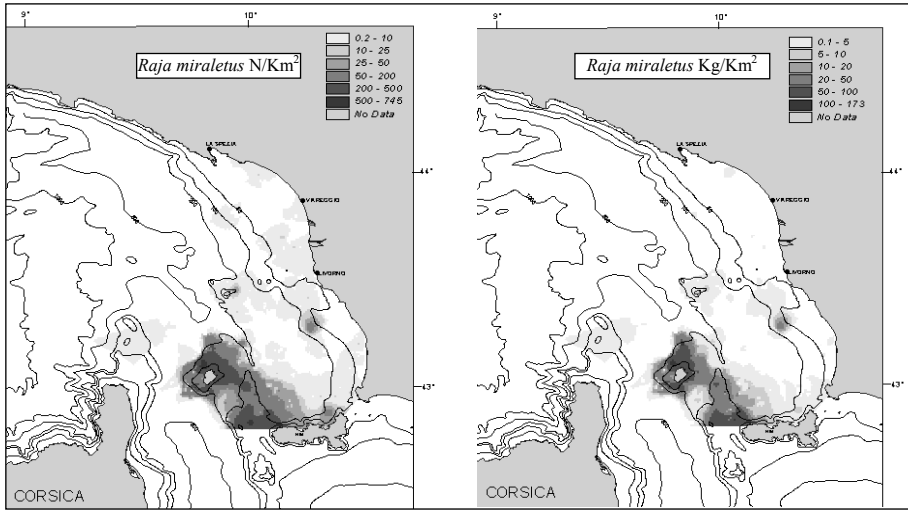 9° 10°
Raja miraletus N/Km²
0.2 - 10
10 - 25
25 - 50
50 - 200
200 - 500
500 - 745
No Data
LA SPEZIA
44°
VIAREGGIO
LIVORNO
43°
CORSICA
9° 10°
Raja miraletus Kg/Km²
0.1 - 5
5 - 10
10 - 20
20 - 50
50 - 100
100 - 173
No Data
LA SPEZIA
44°
VIAREGGIO
LIVORNO
43°
CORSICA